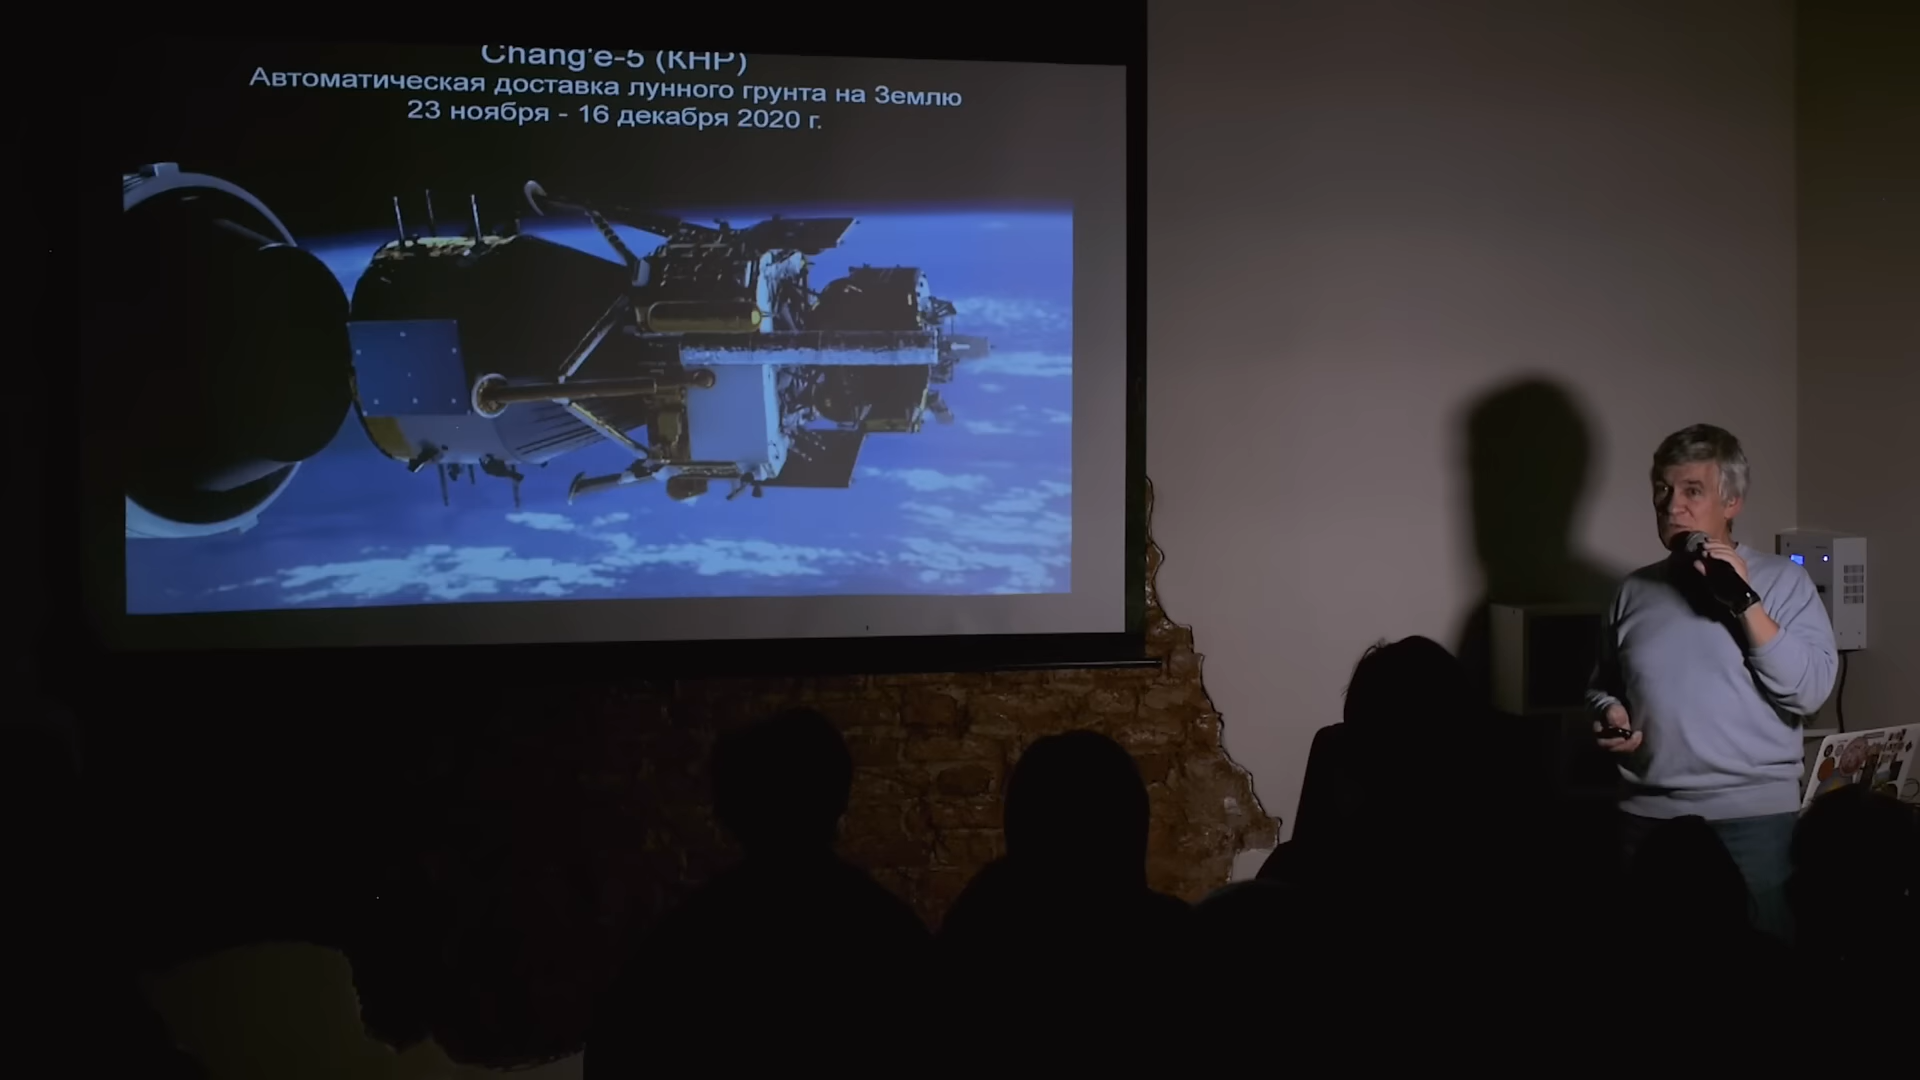 Chang'e-5 (КНР)
Автоматическая доставка лунного грунта на Землю
23 ноября - 16 декабря 2020 г.